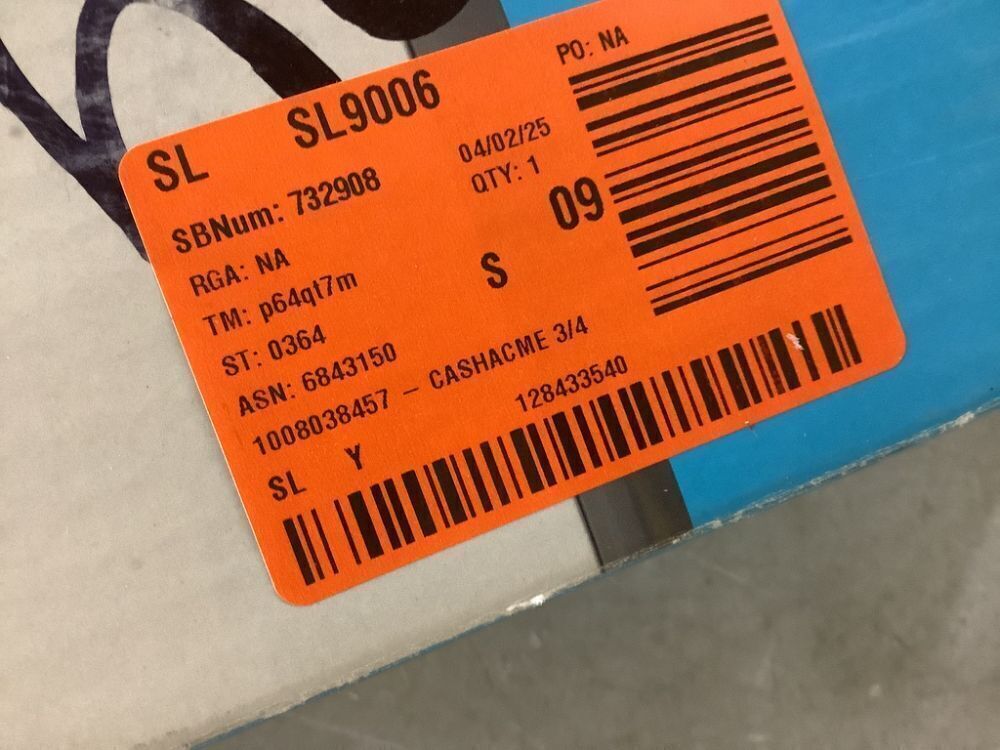 SL SL9006 PO: NA
SBNum: 732908 04/02/25
RGA: NA QTY: 1
TM: p64qt7m S 09
ST: 0364
ASN: 6843150
1008038457 - CASHACME 3/4
SL Y 128433540